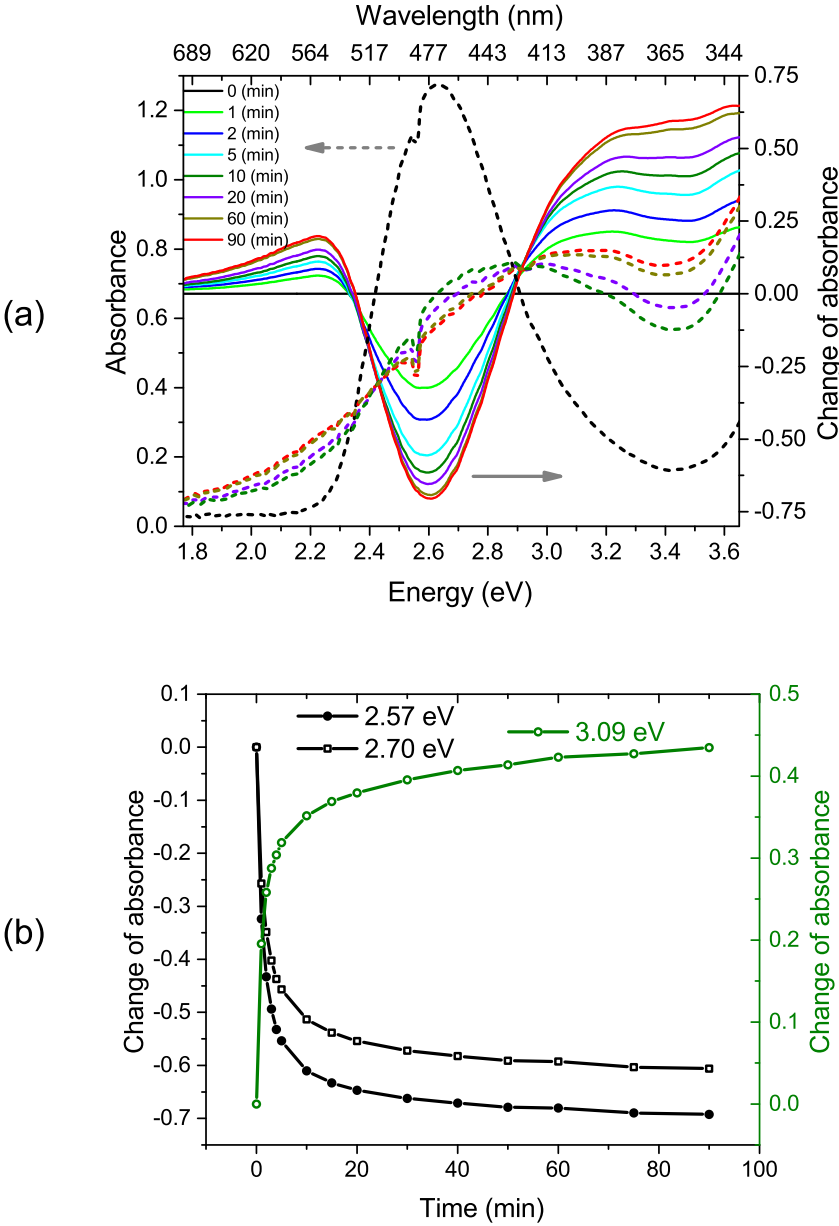 (a)
Wavelength (nm)
689 620 564 517 477 443 413 387 365 344
0 (min)
1 (min)
2 (min)
5 (min)
10 (min)
20 (min)
60 (min)
90 (min)
Absorbance
1.2
1.0
0.8
0.6
0.4
0.2
0.0
Change of absorbance
0.75
0.50
0.25
0.00
-0.25
-0.50
-0.75
1.8 2.0 2.2 2.4 2.6 2.8 3.0 3.2 3.4 3.6
Energy (eV)
(b)
2.57 eV
2.70 eV
3.09 eV
Change of absorbance
0.1
0.0
-0.1
-0.2
-0.3
-0.4
-0.5
-0.6
-0.7
Change of absorbance
0.5
0.4
0.3
0.2
0.1
0.0
0 20 40 60 80 100
Time (min)